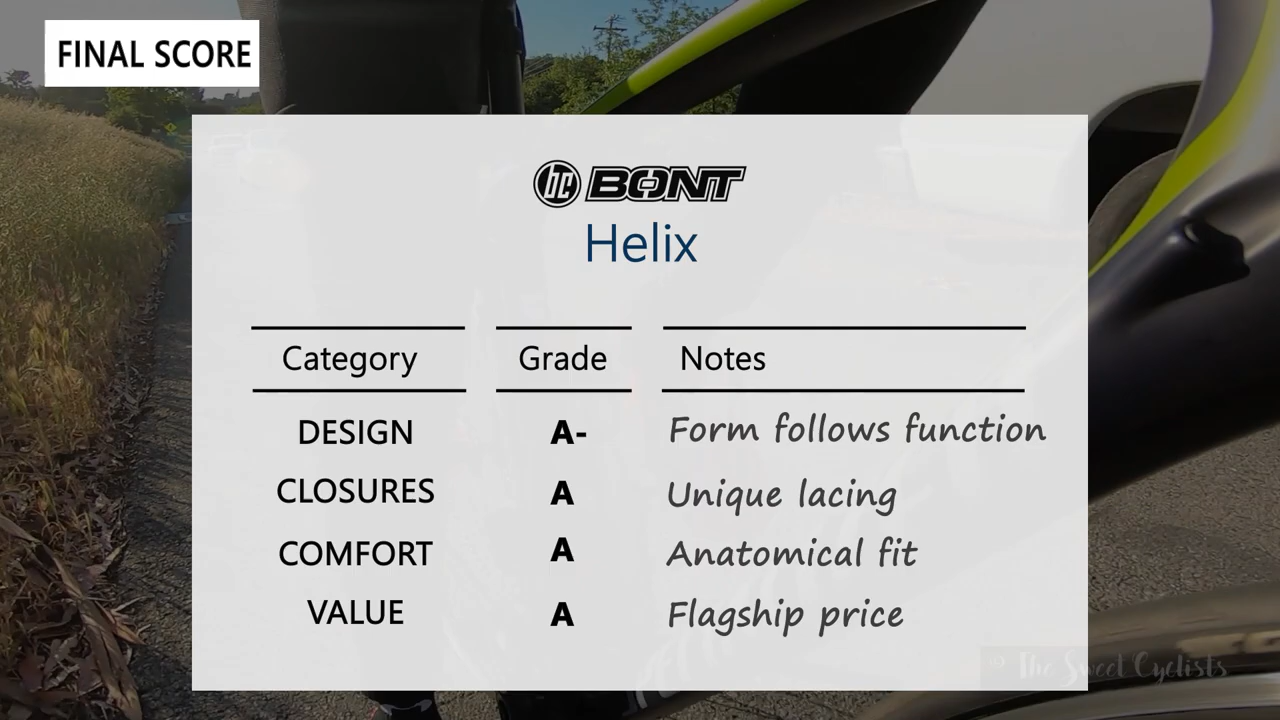 FINAL SCORE
BONT
Helix
Category Grade Notes
DESIGN A- Form follows function
CLOSURES A Unique lacing
COMFORT A Anatomical fit
VALUE A Flagship price
© The Sweet Cyclists